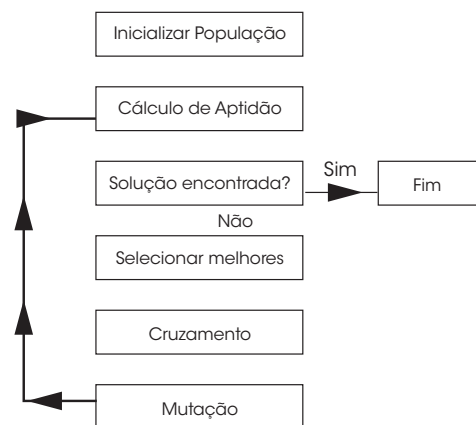 Inicializar População
Cálculo de Aptidão
Solução encontrada?
Sim
Fim
Não
Selecionar melhores
Cruzamento
Mutação